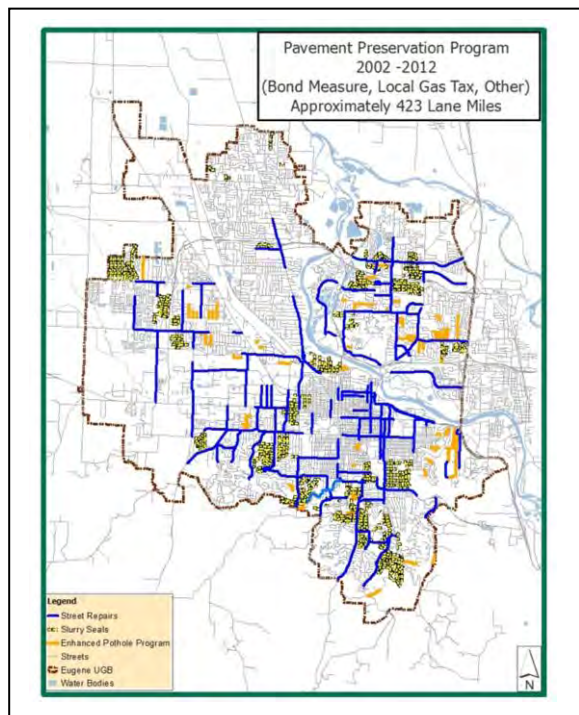 Pavement Preservation Program
2002 -2012
(Bond Measure, Local Gas Tax, Other)
Approximately 423 Lane Miles
Legend
Street Repairs
Slurry Seals
Enhanced Pothole Program
Streets
Eugene UGB
Water Bodies
N